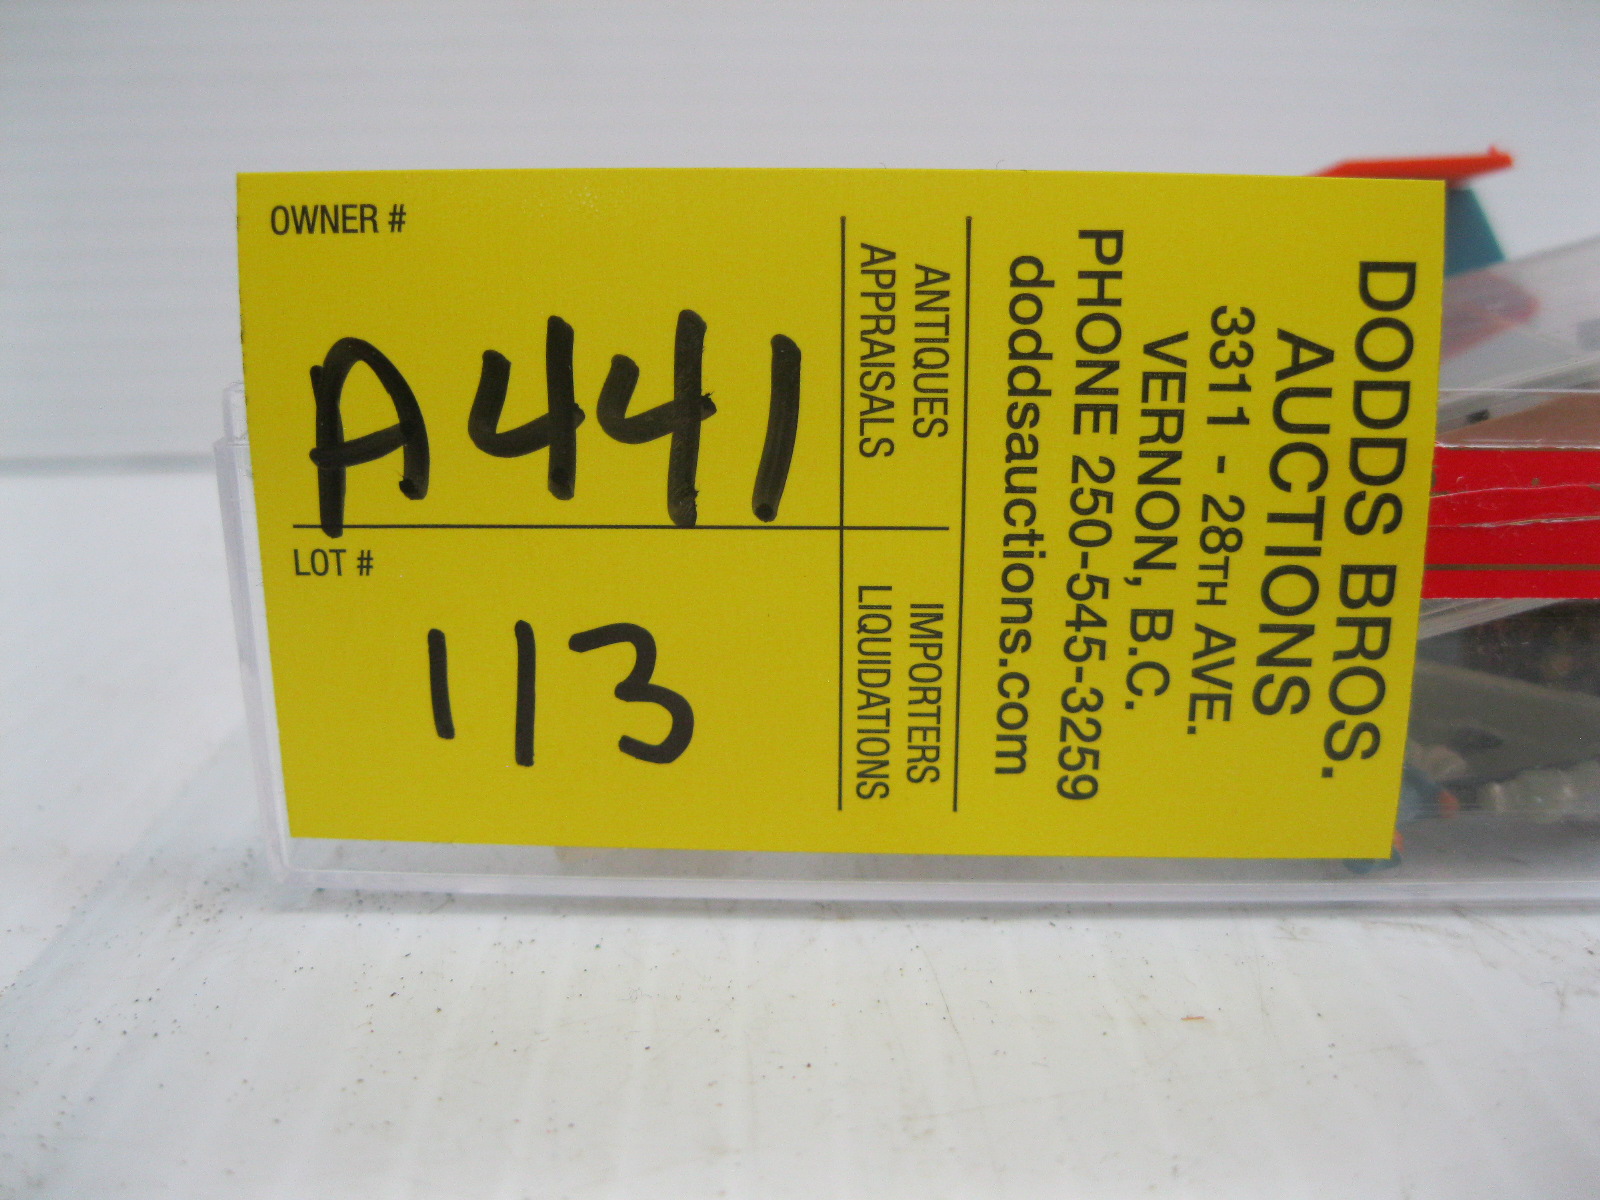 OWNER #
A441
LOT #
113
ANTIQUES
APPRAISALS
IMPORTERS
LIQUIDATIONS
DODDS BROS.
AUCTIONS
3311 - 28TH AVE.
VERNON, B.C.
PHONE 250-545-3259
doddsauctions.com